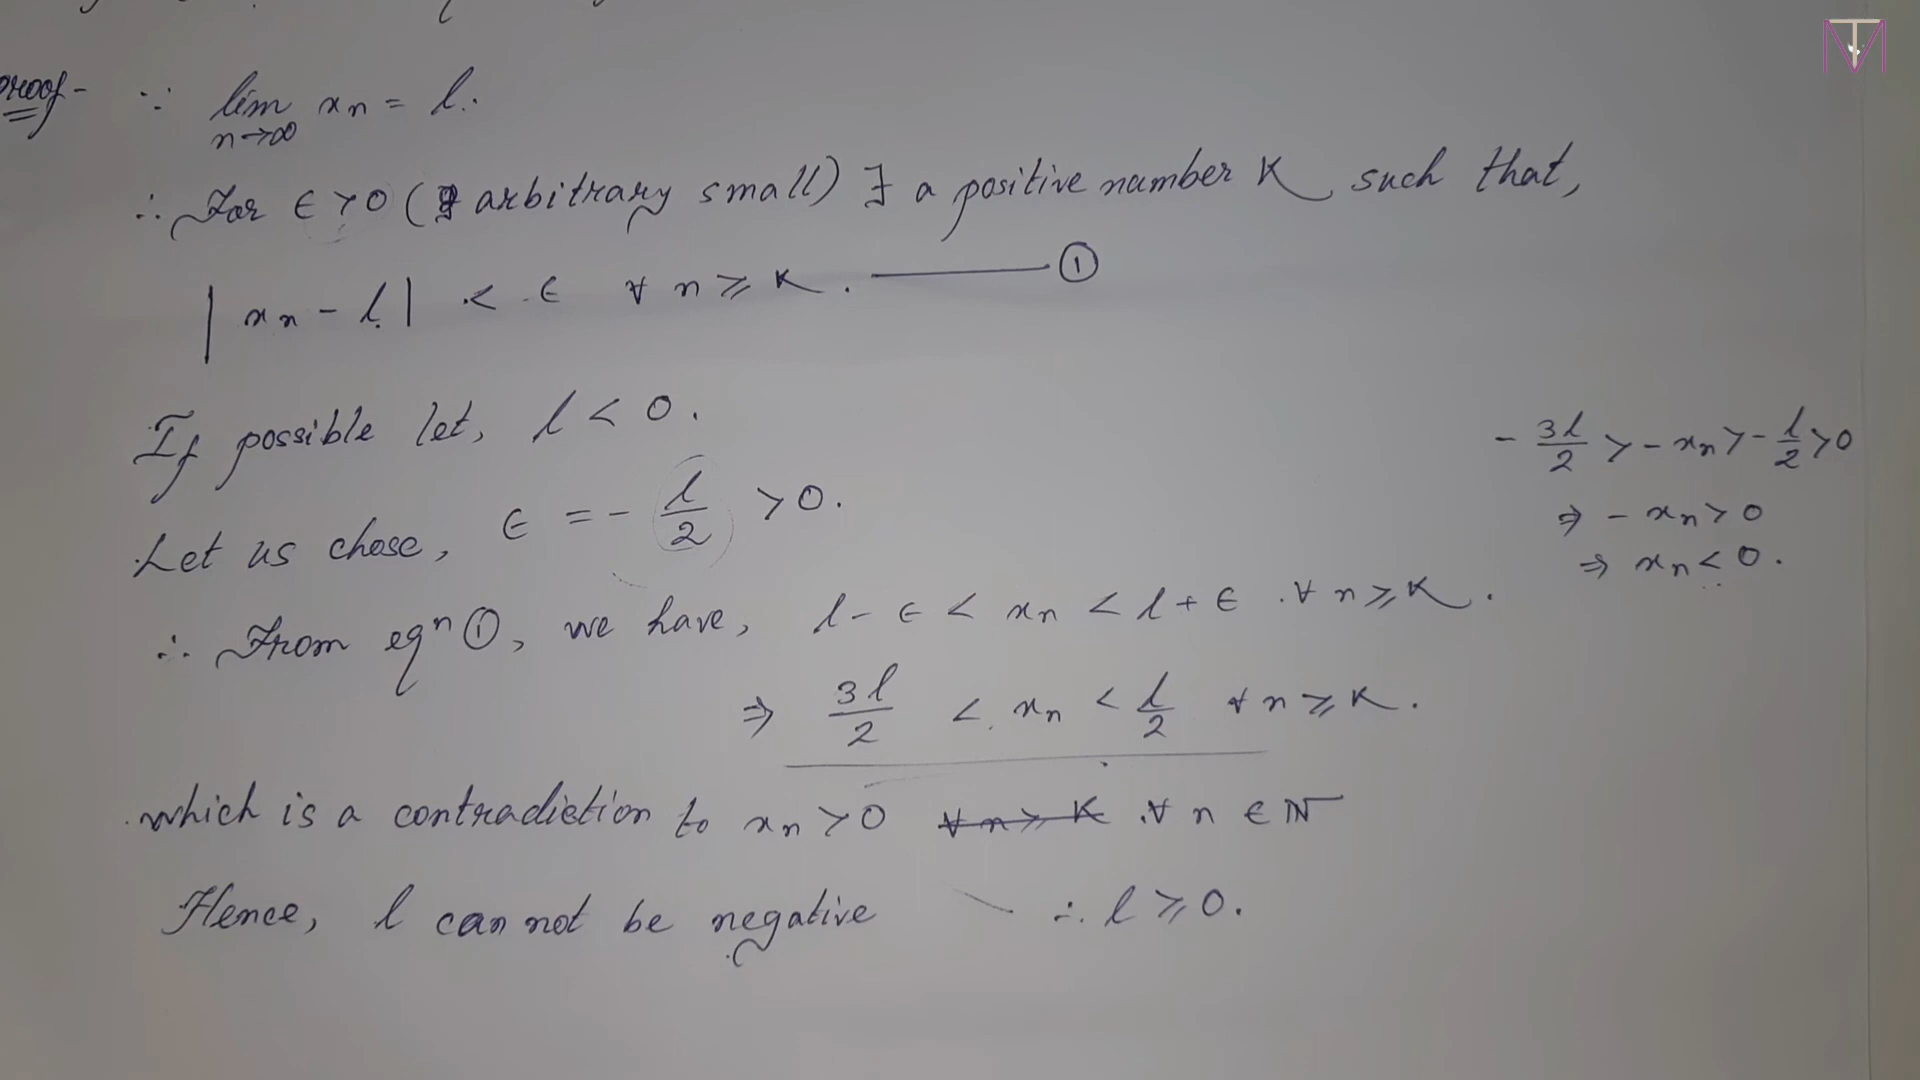 Proof - ∵ lim xn = l.
n→∞
∴ For ϵ > 0 (arbitrary small) ∃ a positive number K such that,
|xn - l| < ϵ ∀ n ≥ K. ——— ①
If possible let, l < 0.
Let us chose, ϵ = - l/2 > 0.
∴ From eqⁿ ①, we have, l - ϵ < xn < l + ϵ ∀ n ≥ K.
⇒ 3l/2 < xn < l/2 ∀ n ≥ K.
which is a contradiction to xn > 0 ∀ n ≥ K ∀ n ∈ N
Hence, l can not be negative ∴ l ≥ 0.
- 3l/2 > - xn > - l/2 > 0
⇒ - xn > 0
⇒ xn < 0.